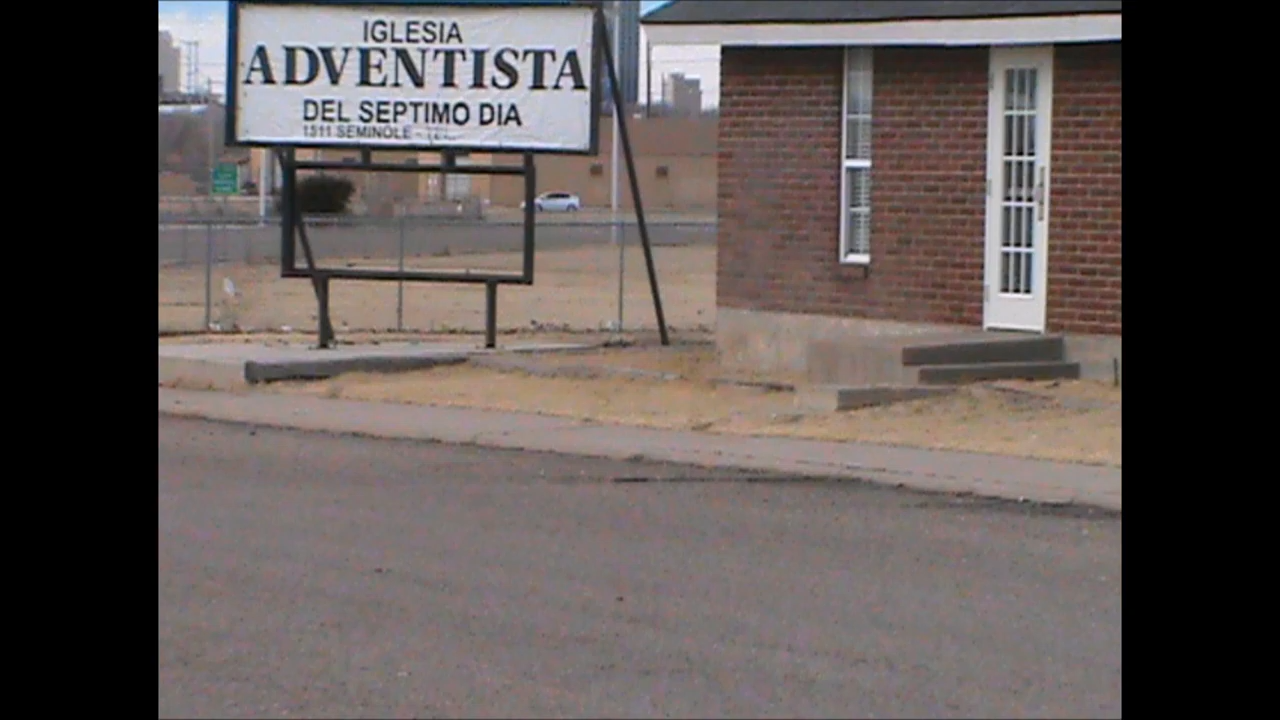 IGLESIA
ADVENTISTA
DEL SEPTIMO DIA
1311 SEMINOLE -